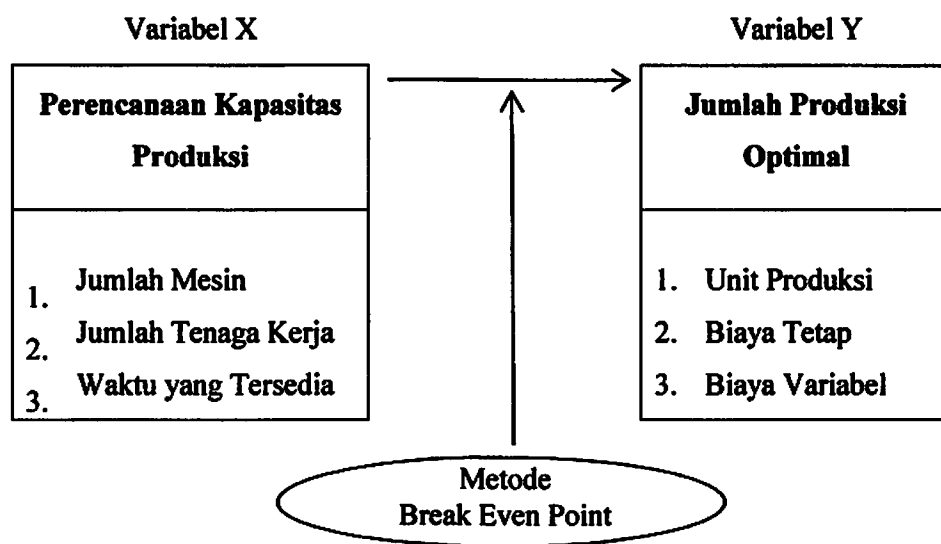 Variabel X
Variabel Y
Perencanaan Kapasitas
Produksi
Jumlah Produksi
Optimal
1. Jumlah Mesin
2. Jumlah Tenaga Kerja
3. Waktu yang Tersedia
1. Unit Produksi
2. Biaya Tetap
3. Biaya Variabel
Metode
Break Even Point